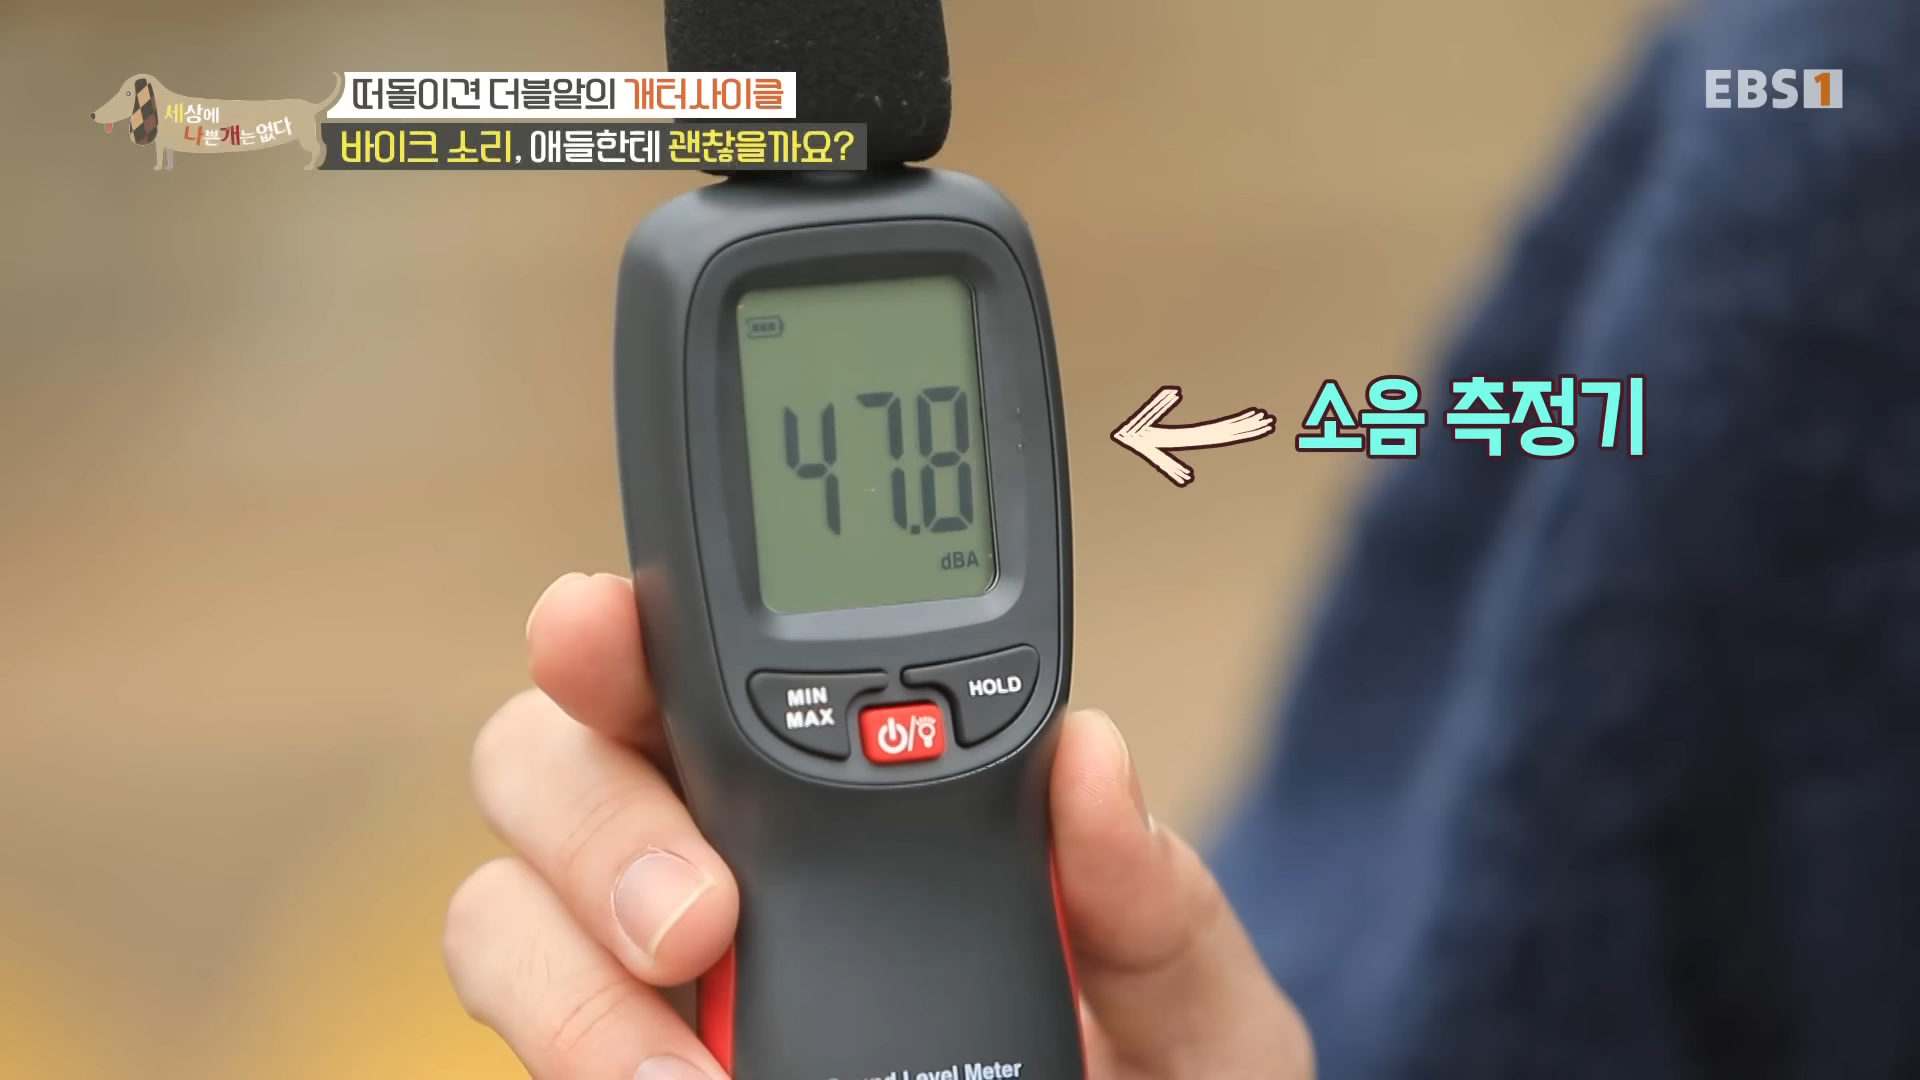 세상에
나쁜개는없다
떠돌이견 더블알의 개터사이클
바이크 소리, 애들한테 괜찮을까요?
EBS1
47.8
dBA
소음 측정기
MIN
MAX
HOLD
Level Meter